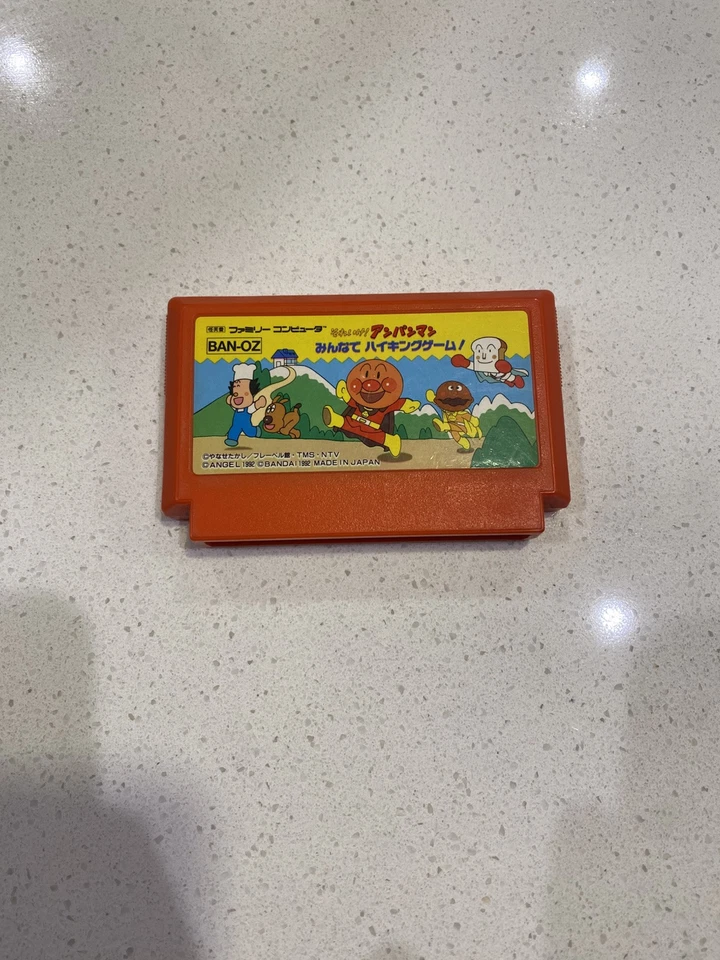 ファミリー コンピュータ™
それいけ! アンパンマン
BAN-OZ
みんなで ハイキングゲーム!
©やなせたかし/フレーベル館・TMS・NTV
©ANGEL 1992 ©BANDAI 1992 MADE IN JAPAN